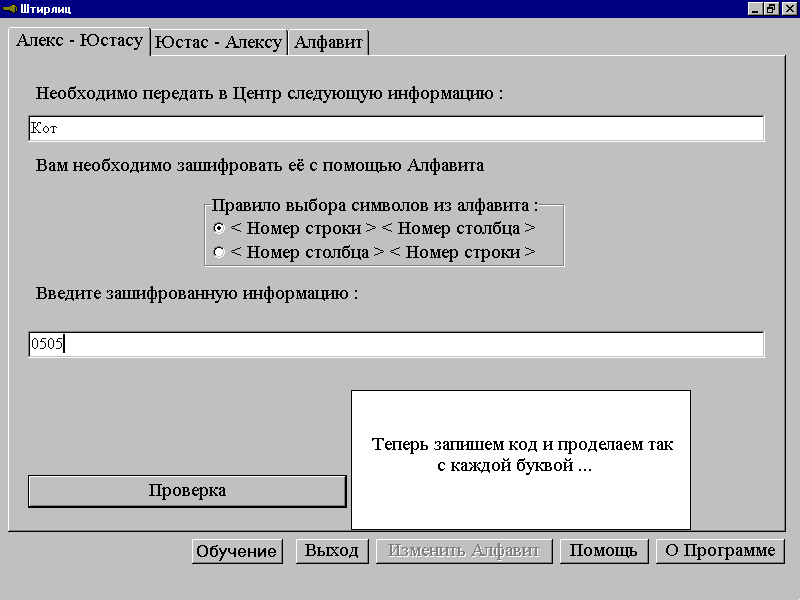 Штирлиц
Алекс - Юстасу Юстас - Алексу Алфавит
Необходимо передать в Центр следующую информацию :
Кот
Вам необходимо зашифровать её с помощью Алфавита
Правило выбора символов из алфавита :
< Номер строки > < Номер столбца >
< Номер столбца > < Номер строки >
Введите зашифрованную информацию :
0505
Теперь запишем код и проделаем так
с каждой буквой ...
Проверка
Обучение Выход Изменить Алфавит Помощь О Программе